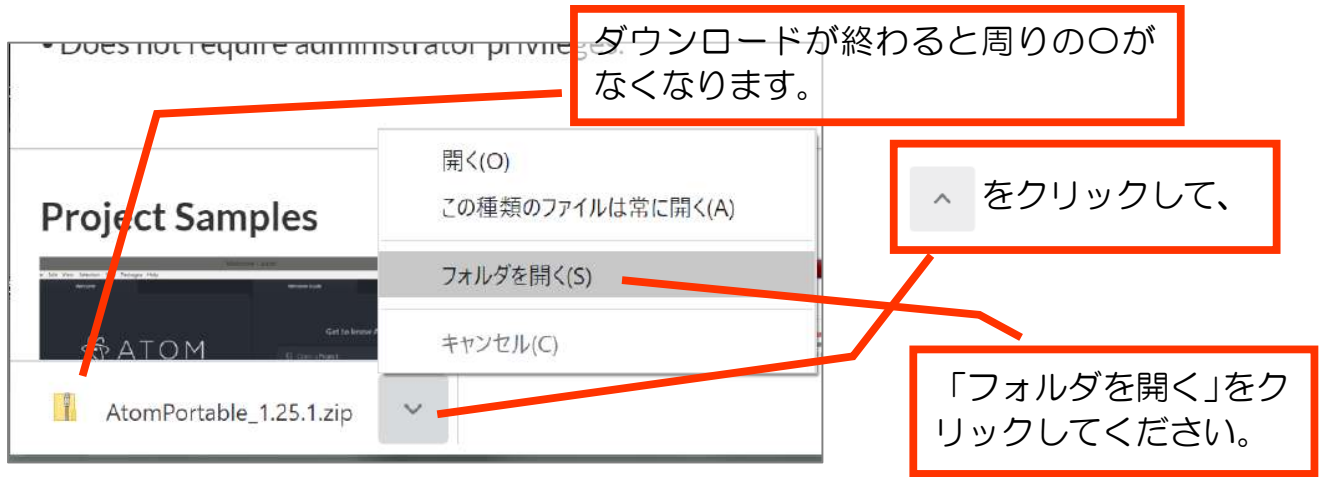 ダウンロードが終わると周りの〇が
なくなります。
• Does not require administrator privileges.
開く(O)
この種類のファイルは常に開く(A)
をクリックして、
Project Samples
フォルダを開く(S)
Get to know
ATOM
キャンセル(C)
「フォルダを開く」をク
リックしてください。
AtomPortable_1.25.1.zip